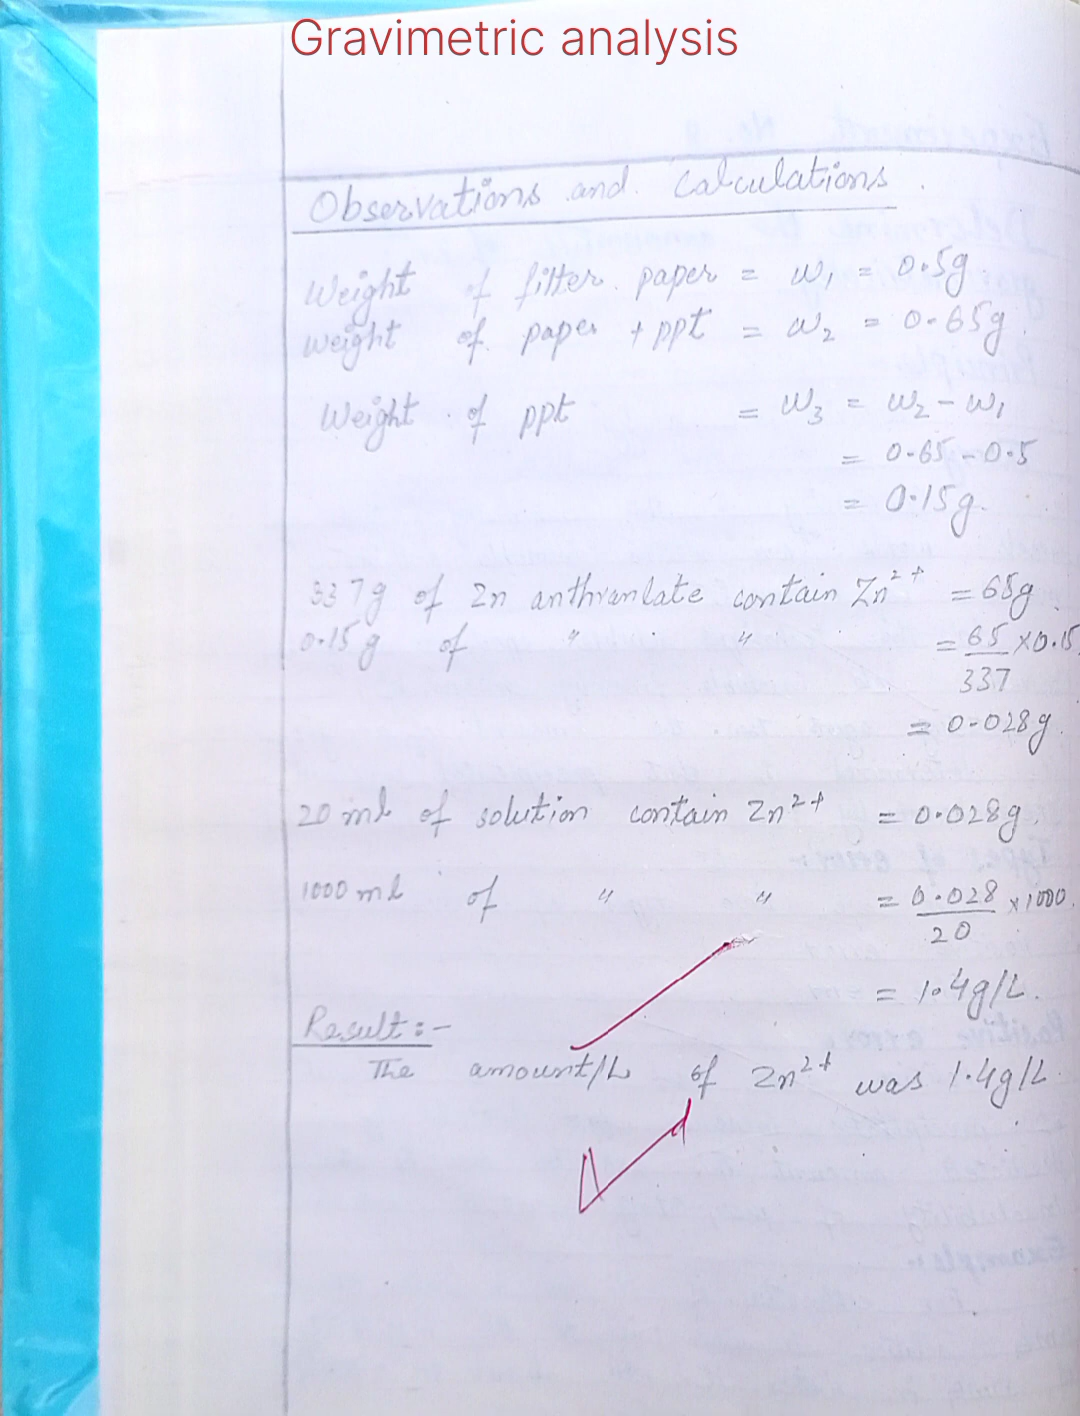 Gravimetric analysis
Observations and Calculations.
Weight of filter paper = w₁ = 0.5g
Weight of paper + ppt = w₂ = 0.65g
Weight of ppt = w₃ = w₂ - w₁
= 0.65 - 0.5
= 0.15g.
337g of Zn anthranlate contain Zn²⁺ = 65g.
0.15g of " " = 65/337 × 0.15
= 0.028g.
20 ml of solution contain Zn²⁺ = 0.028g.
1000 ml of " " = 0.028/20 × 1000.
= 1.4g/L.
Result:-
The amount/L of Zn²⁺ was 1.4g/L.